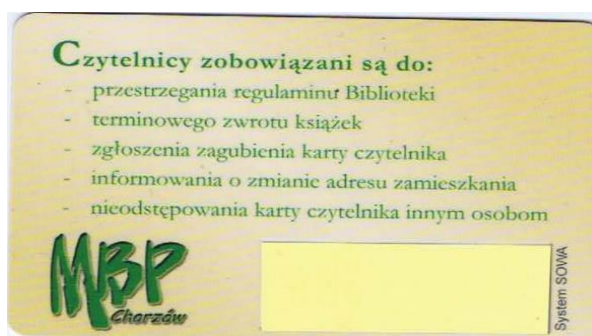 Czytelnicy zobowiązani są do:
- przestrzegania regulaminu Biblioteki
- terminowego zwrotu książek
- zgłoszenia zagubienia karty czytelnika
- informowania o zmianie adresu zamieszkania
- nieodstępowania karty czytelnika innym osobom
MBP
Chorzów
System SOWA